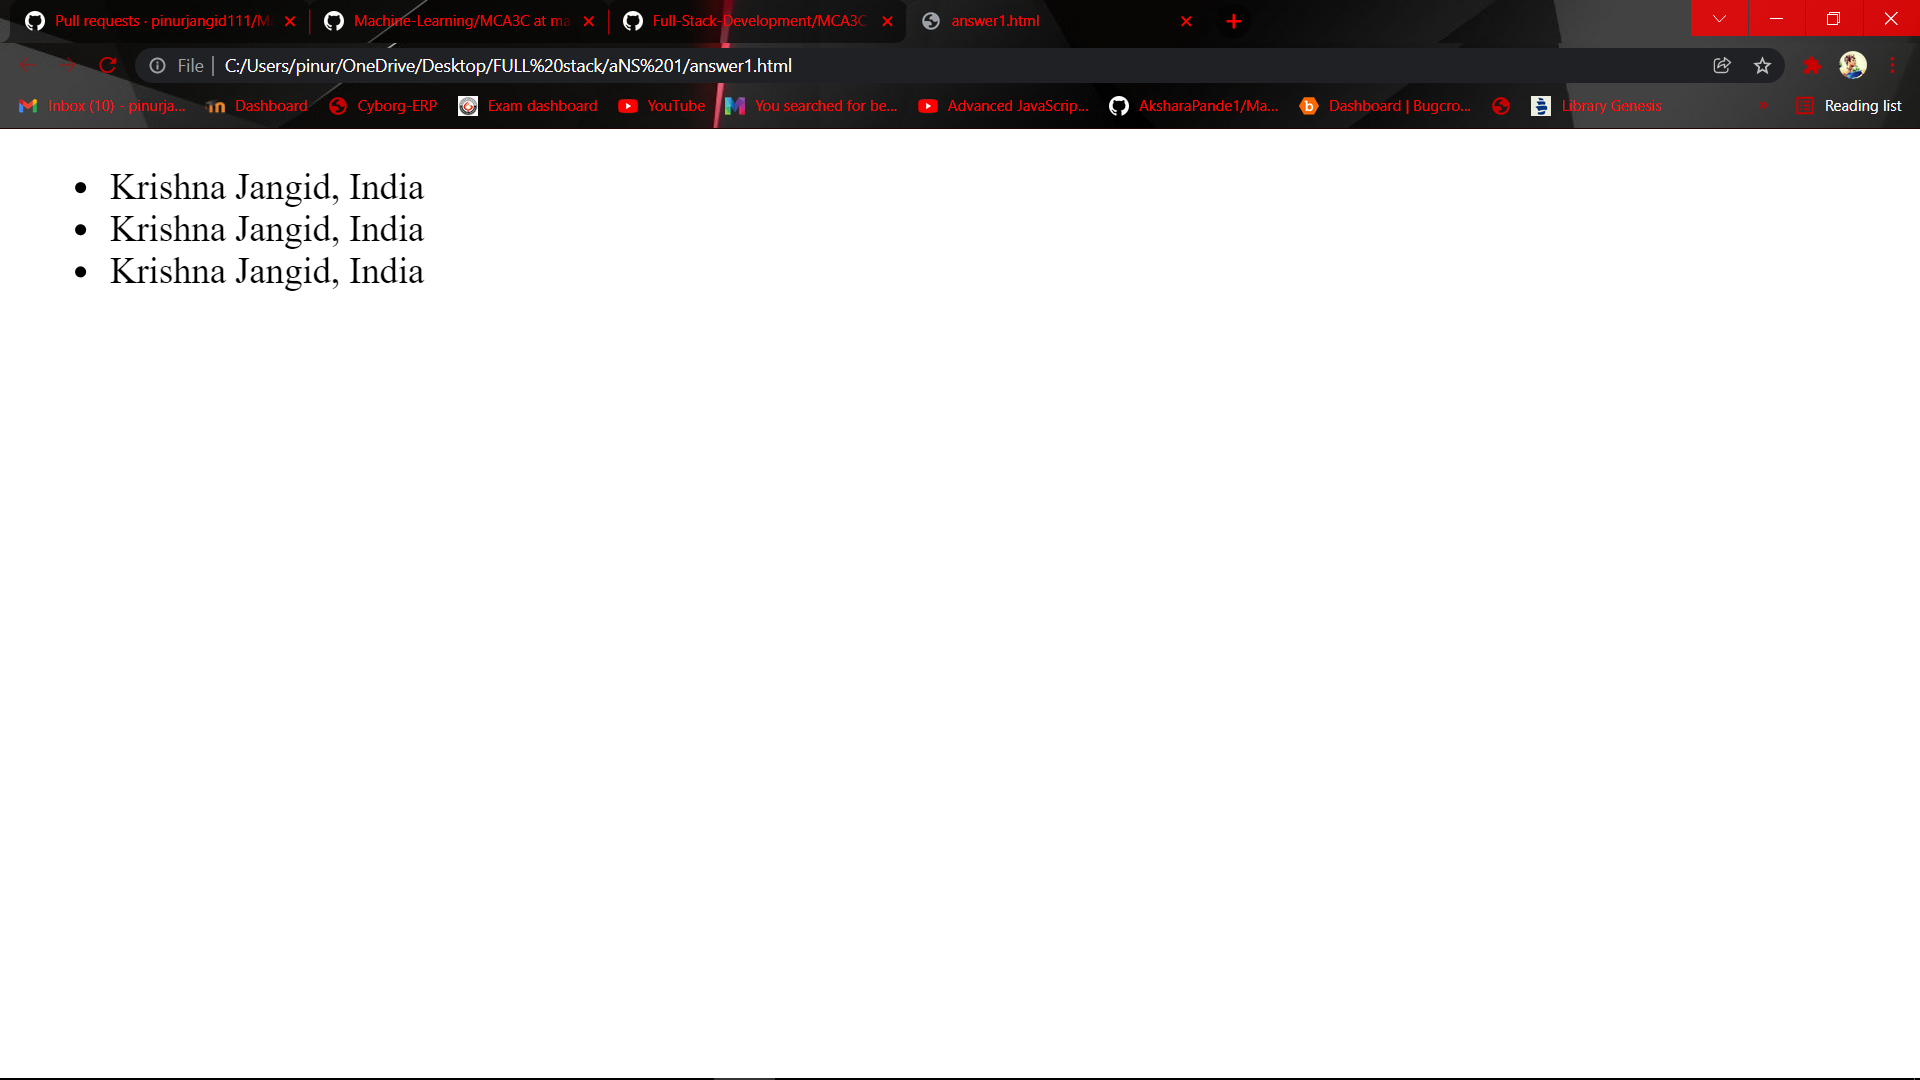 Pull requests · pinurjangid111/Ma
Machine-Learning/MCA3C at ma
Full-Stack-Development/MCA3C
answer1.html
File | C:/Users/pinur/OneDrive/Desktop/FULL%20stack/aNS%201/answer1.html
Inbox (10) - pinurja... Dashboard Cyborg-ERP Exam dashboard YouTube You searched for be... Advanced JavaScrip... AksharaPande1/Ma... Dashboard | Bugcro... Library Genesis » Reading list
• Krishna Jangid, India
• Krishna Jangid, India
• Krishna Jangid, India